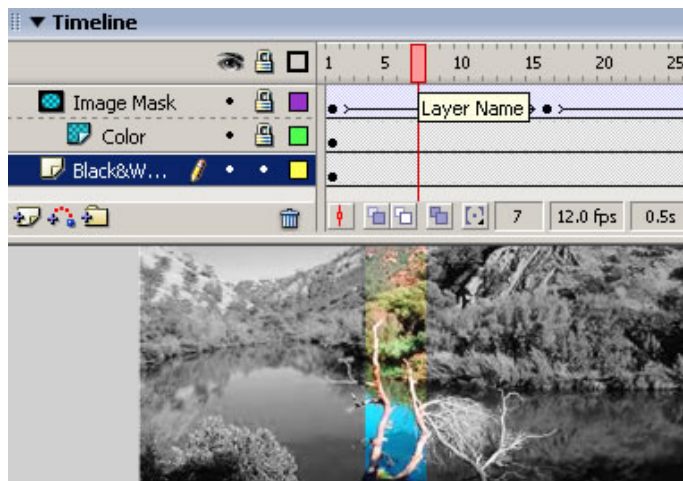 Timeline
1 5 10 15 20 25
Image Mask
Layer Name
Color
Black&W...
7 12.0 fps 0.5s